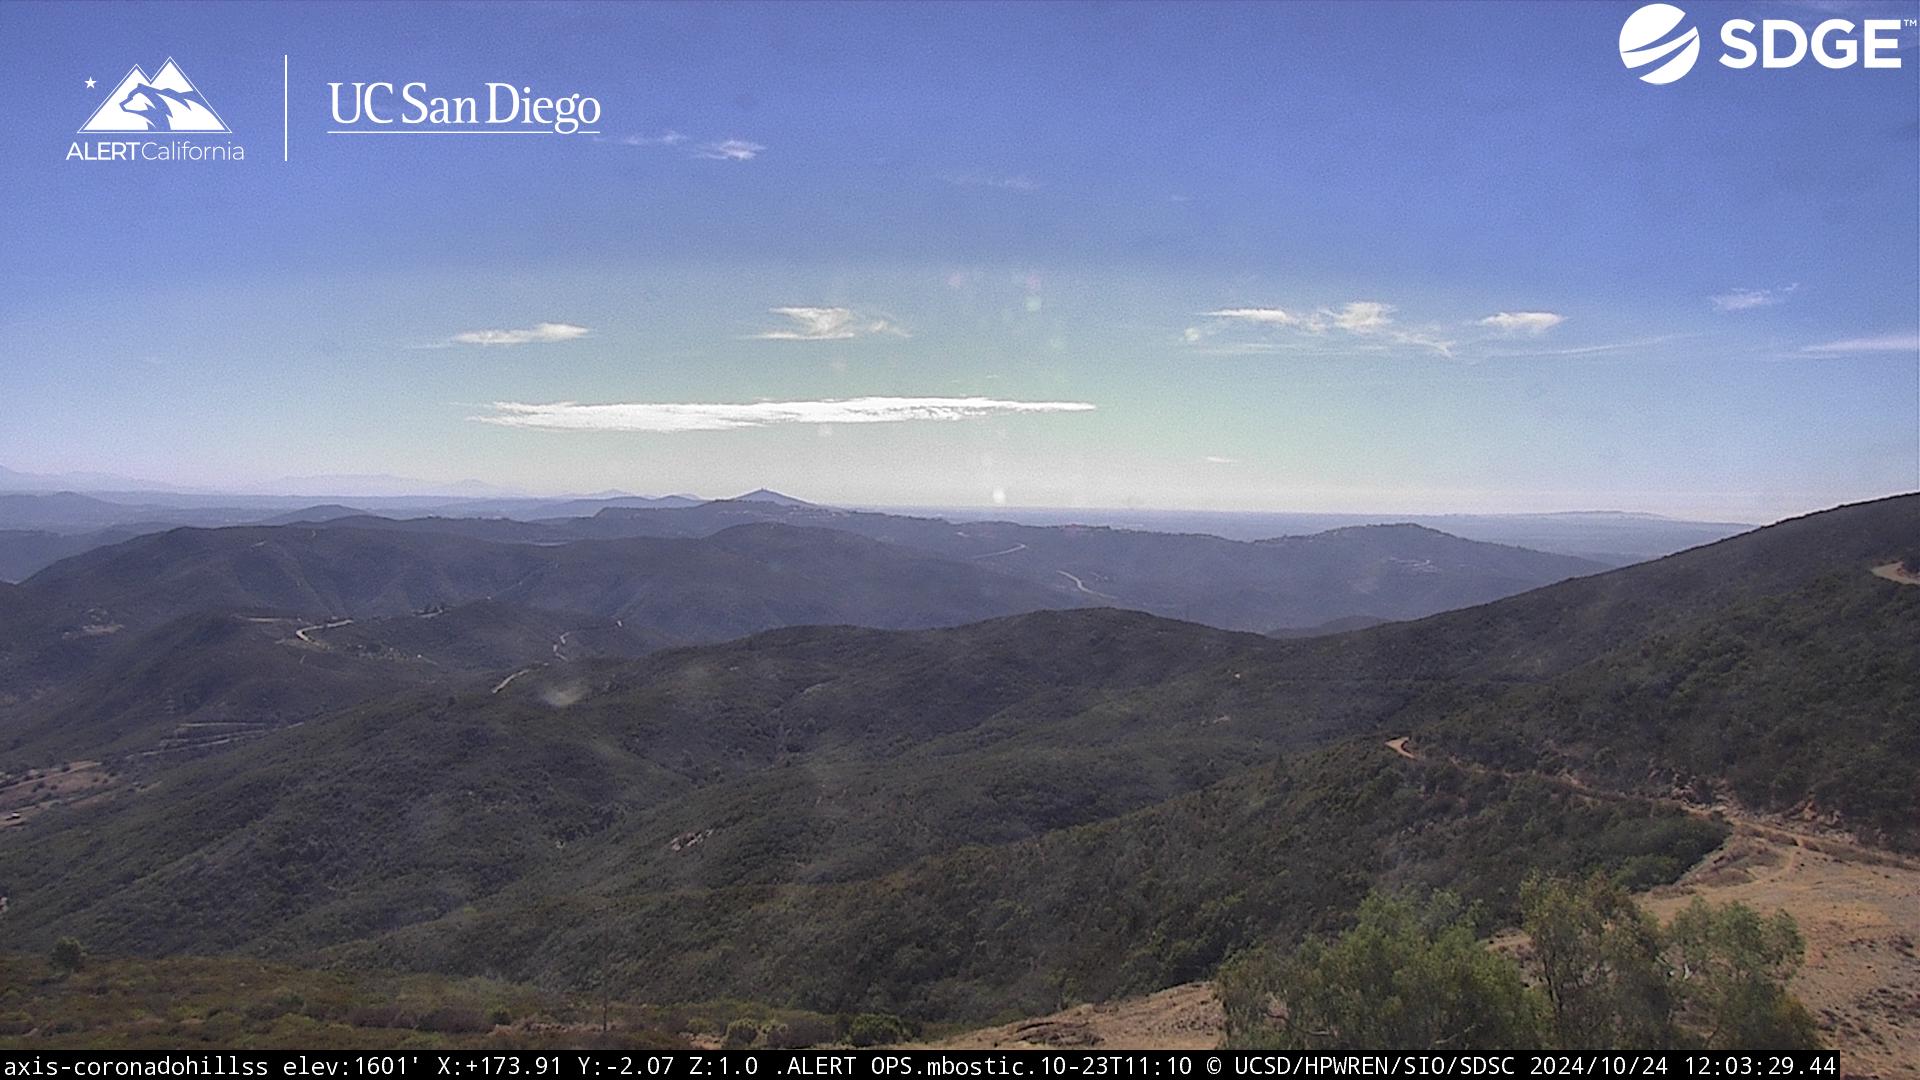 ALERTCalifornia
UC San Diego
SDGE™
axis-coronadohillss elev:1601' X:+173.91 Y:-2.07 Z:1.0 .ALERT OPS.mbostic.10-23T11:10 © UCSD/HPWREN/SIO/SDSC 2024/10/24 12:03:29.44